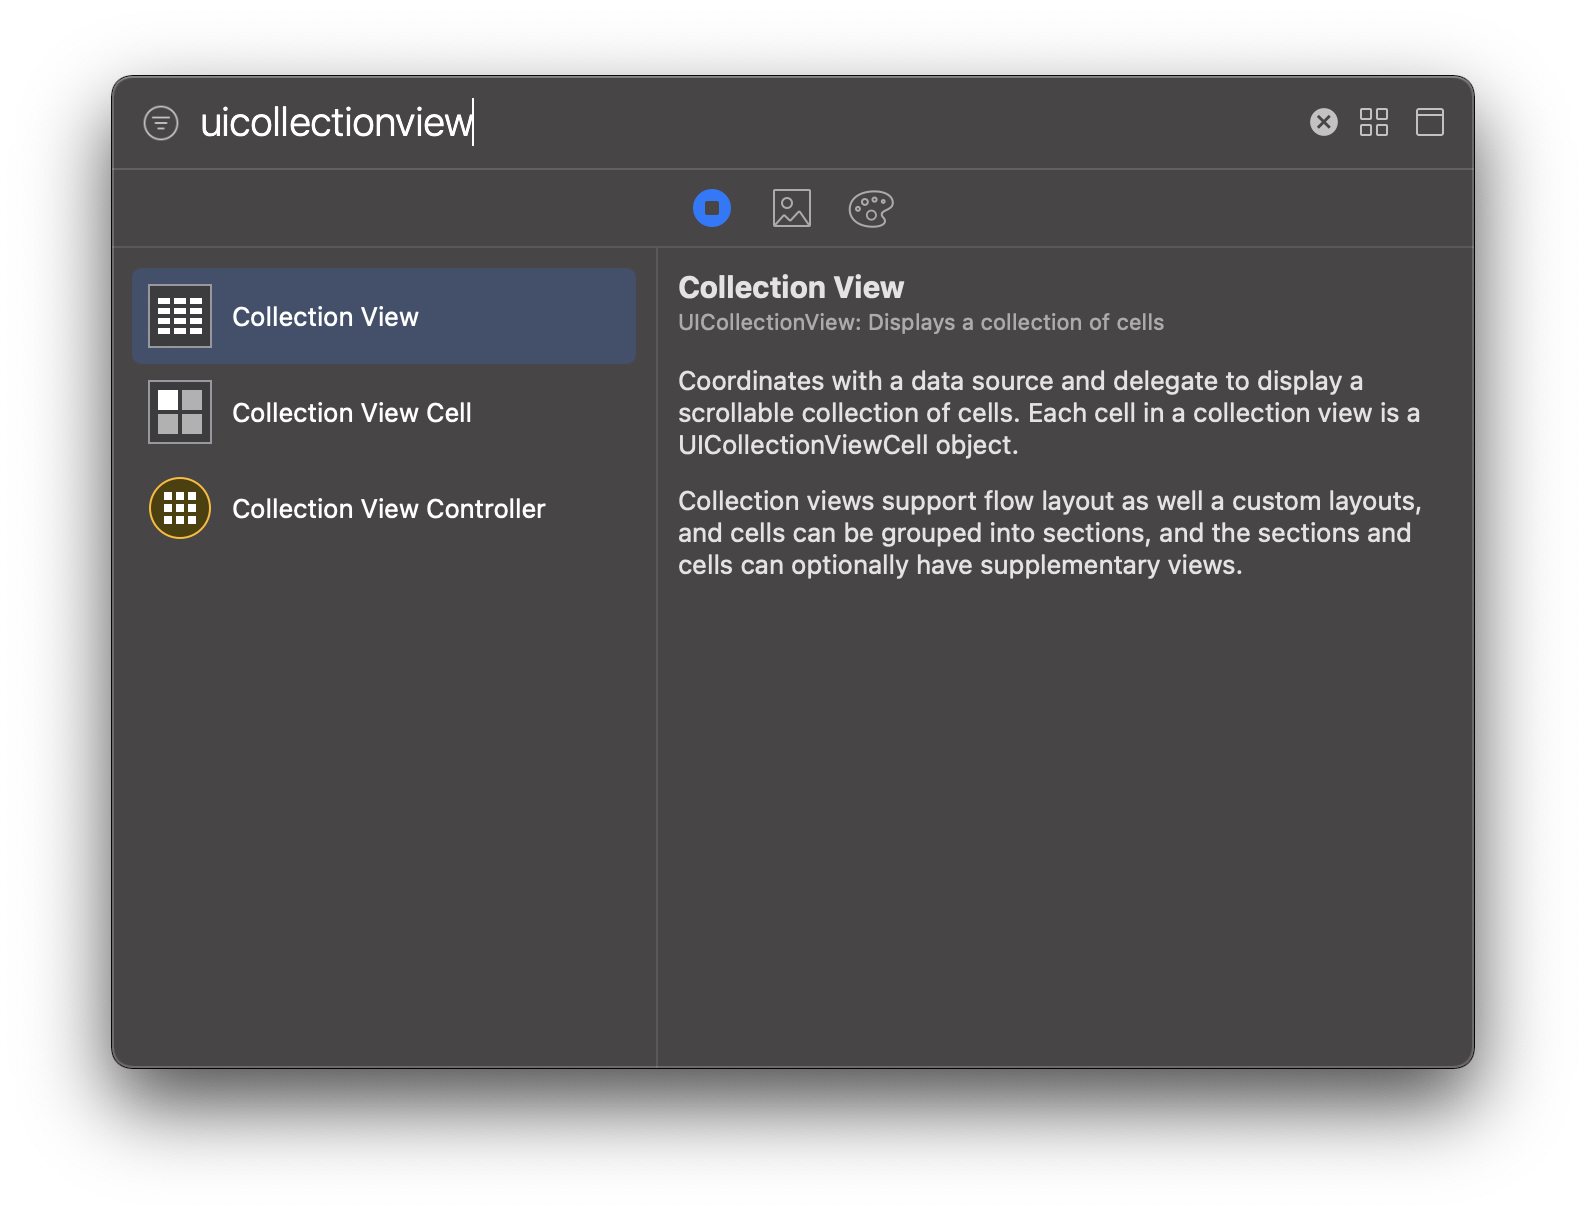 uicollectionview
Collection View
Collection View Cell
Collection View Controller
Collection View
UICollectionView: Displays a collection of cells
Coordinates with a data source and delegate to display a
scrollable collection of cells. Each cell in a collection view is a
UICollectionViewCell object.
Collection views support flow layout as well a custom layouts,
and cells can be grouped into sections, and the sections and
cells can optionally have supplementary views.